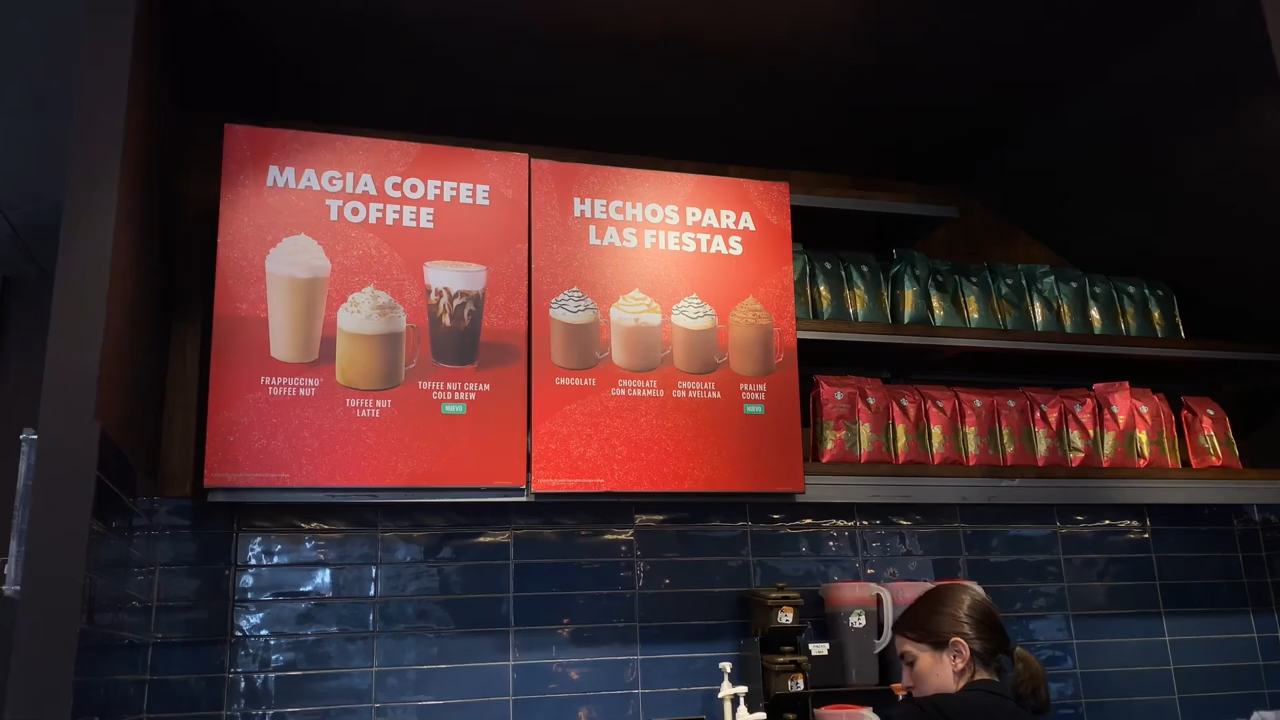 MAGIA COFFEE
TOFFEE
FRAPPUCCINO®
TOFFEE NUT
TOFFEE NUT
LATTE
TOFFEE NUT CREAM
COLD BREW
NUEVO
HECHOS PARA
LAS FIESTAS
CHOCOLATE
CHOCOLATE
CON CARAMELO
CHOCOLATE
CON AVELLANA
PRALINÉ
COOKIE
NUEVO